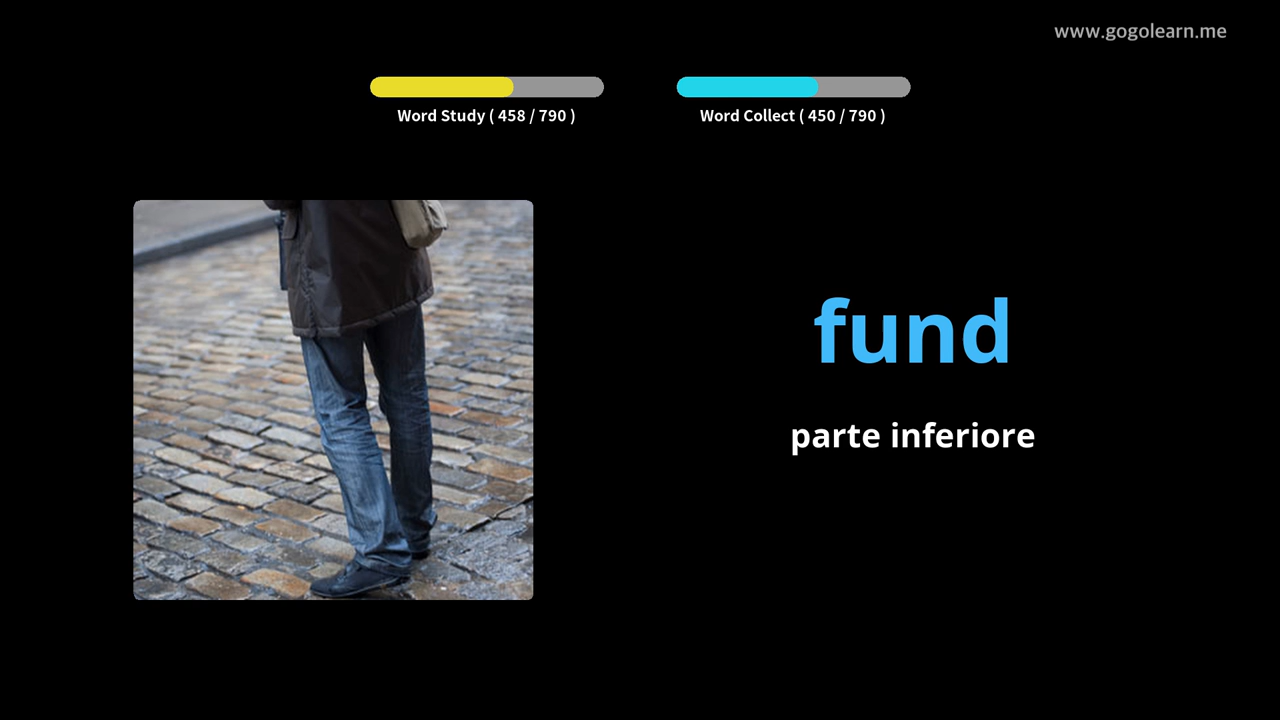 www.gogolearn.me
Word Study ( 458 / 790 )
Word Collect ( 450 / 790 )
fund
parte inferiore